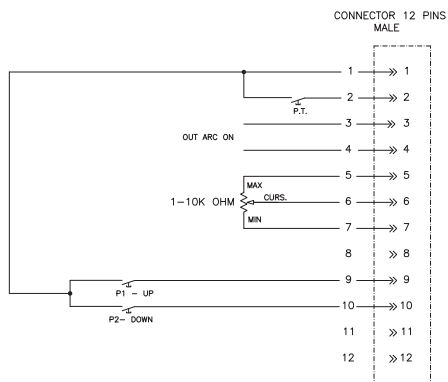 CONNECTOR 12 PINS
MALE
1 1
2 2
P.T.
3 3
OUT ARC ON
4 4
5 5
MAX
1-10K OHM CURS. 6 6
MIN
7 7
8 8
9 9
P1 - UP
10 10
P2- DOWN
11 11
12 12